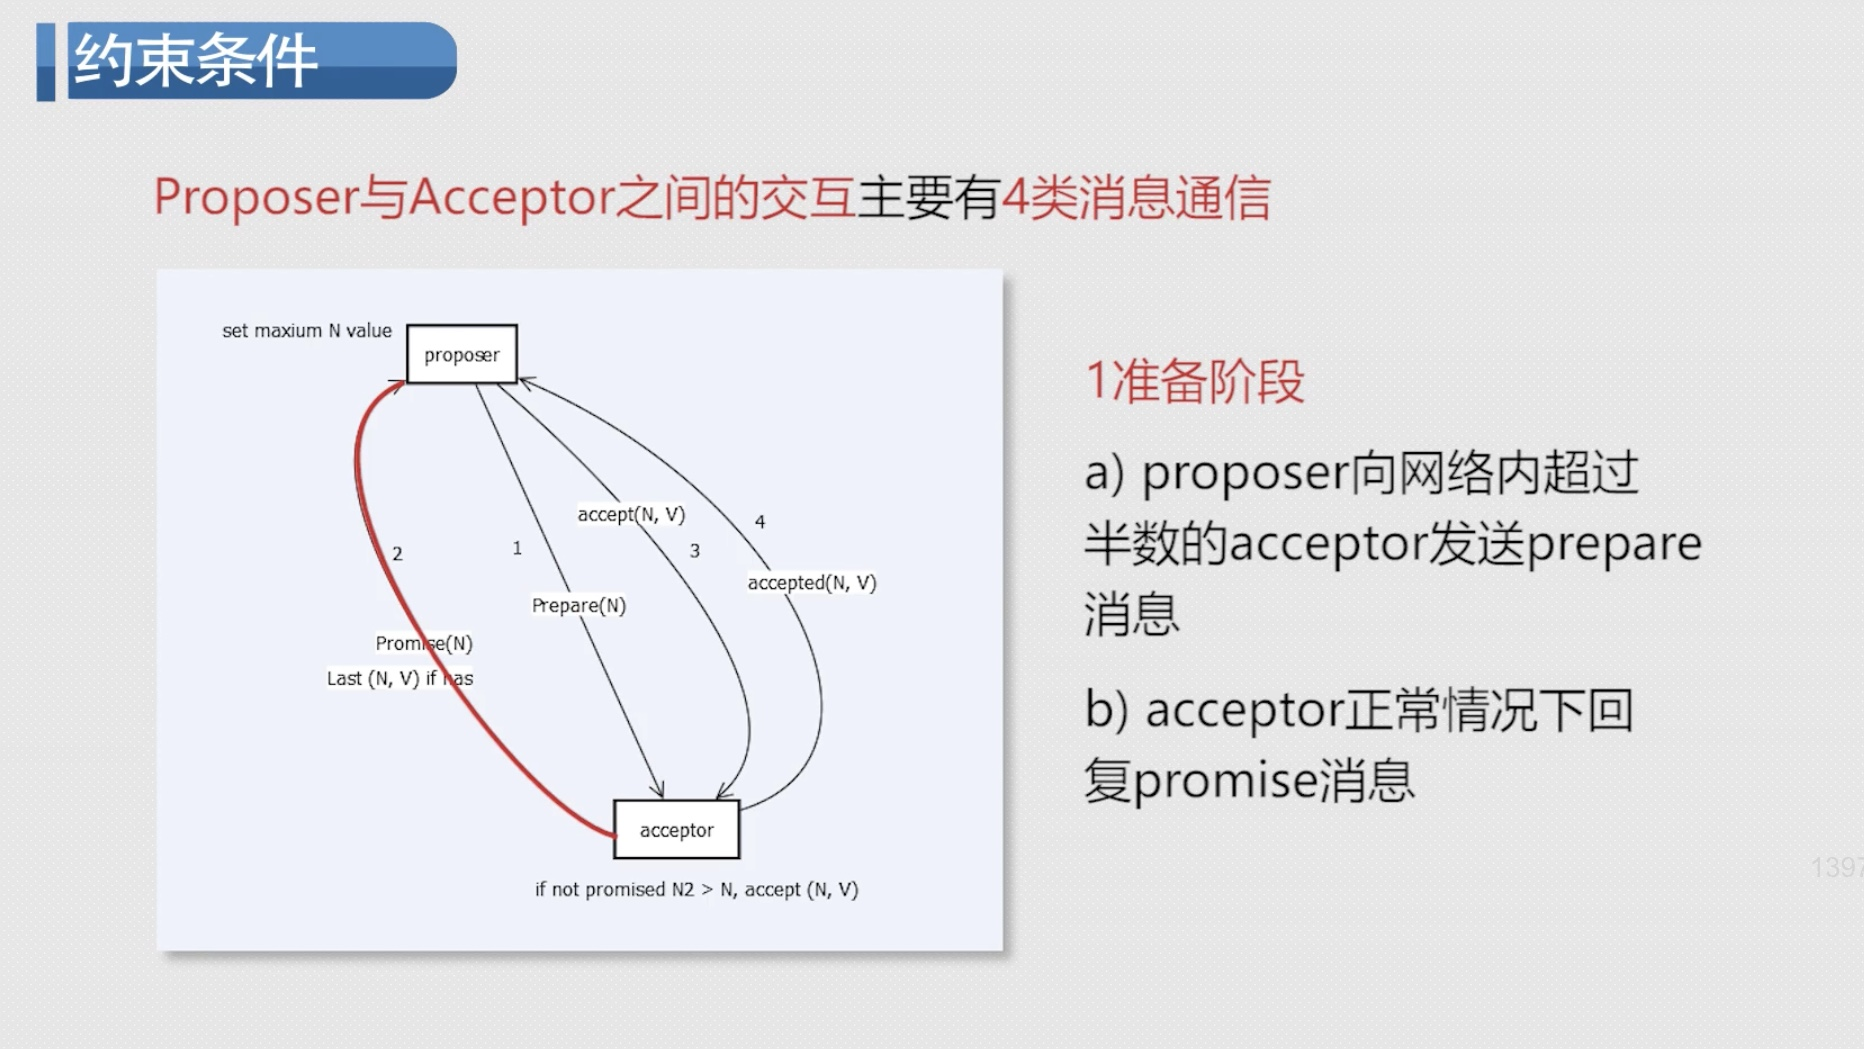 约束条件
Proposer与Acceptor之间的交互主要有4类消息通信
set maxium N value
proposer
accept(N, V)
4
1
3
2
accepted(N, V)
Prepare(N)
Promise(N)
Last (N, V) if has
acceptor
if not promised N2 > N, accept (N, V)
1准备阶段
a) proposer向网络内超过
半数的acceptor发送prepare
消息
b) acceptor正常情况下回
复promise消息
1397